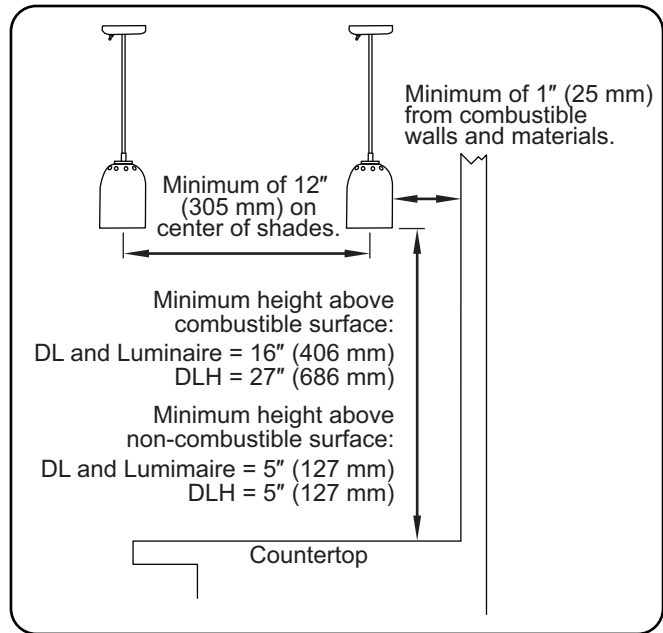 Minimum of 1″ (25 mm)
from combustible
walls and materials.
Minimum of 12″
(305 mm) on
center of shades.
Minimum height above
combustible surface:
DL and Luminaire = 16″ (406 mm)
DLH = 27″ (686 mm)
Minimum height above
non-combustible surface:
DL and Lumimaire = 5″ (127 mm)
DLH = 5″ (127 mm)
Countertop